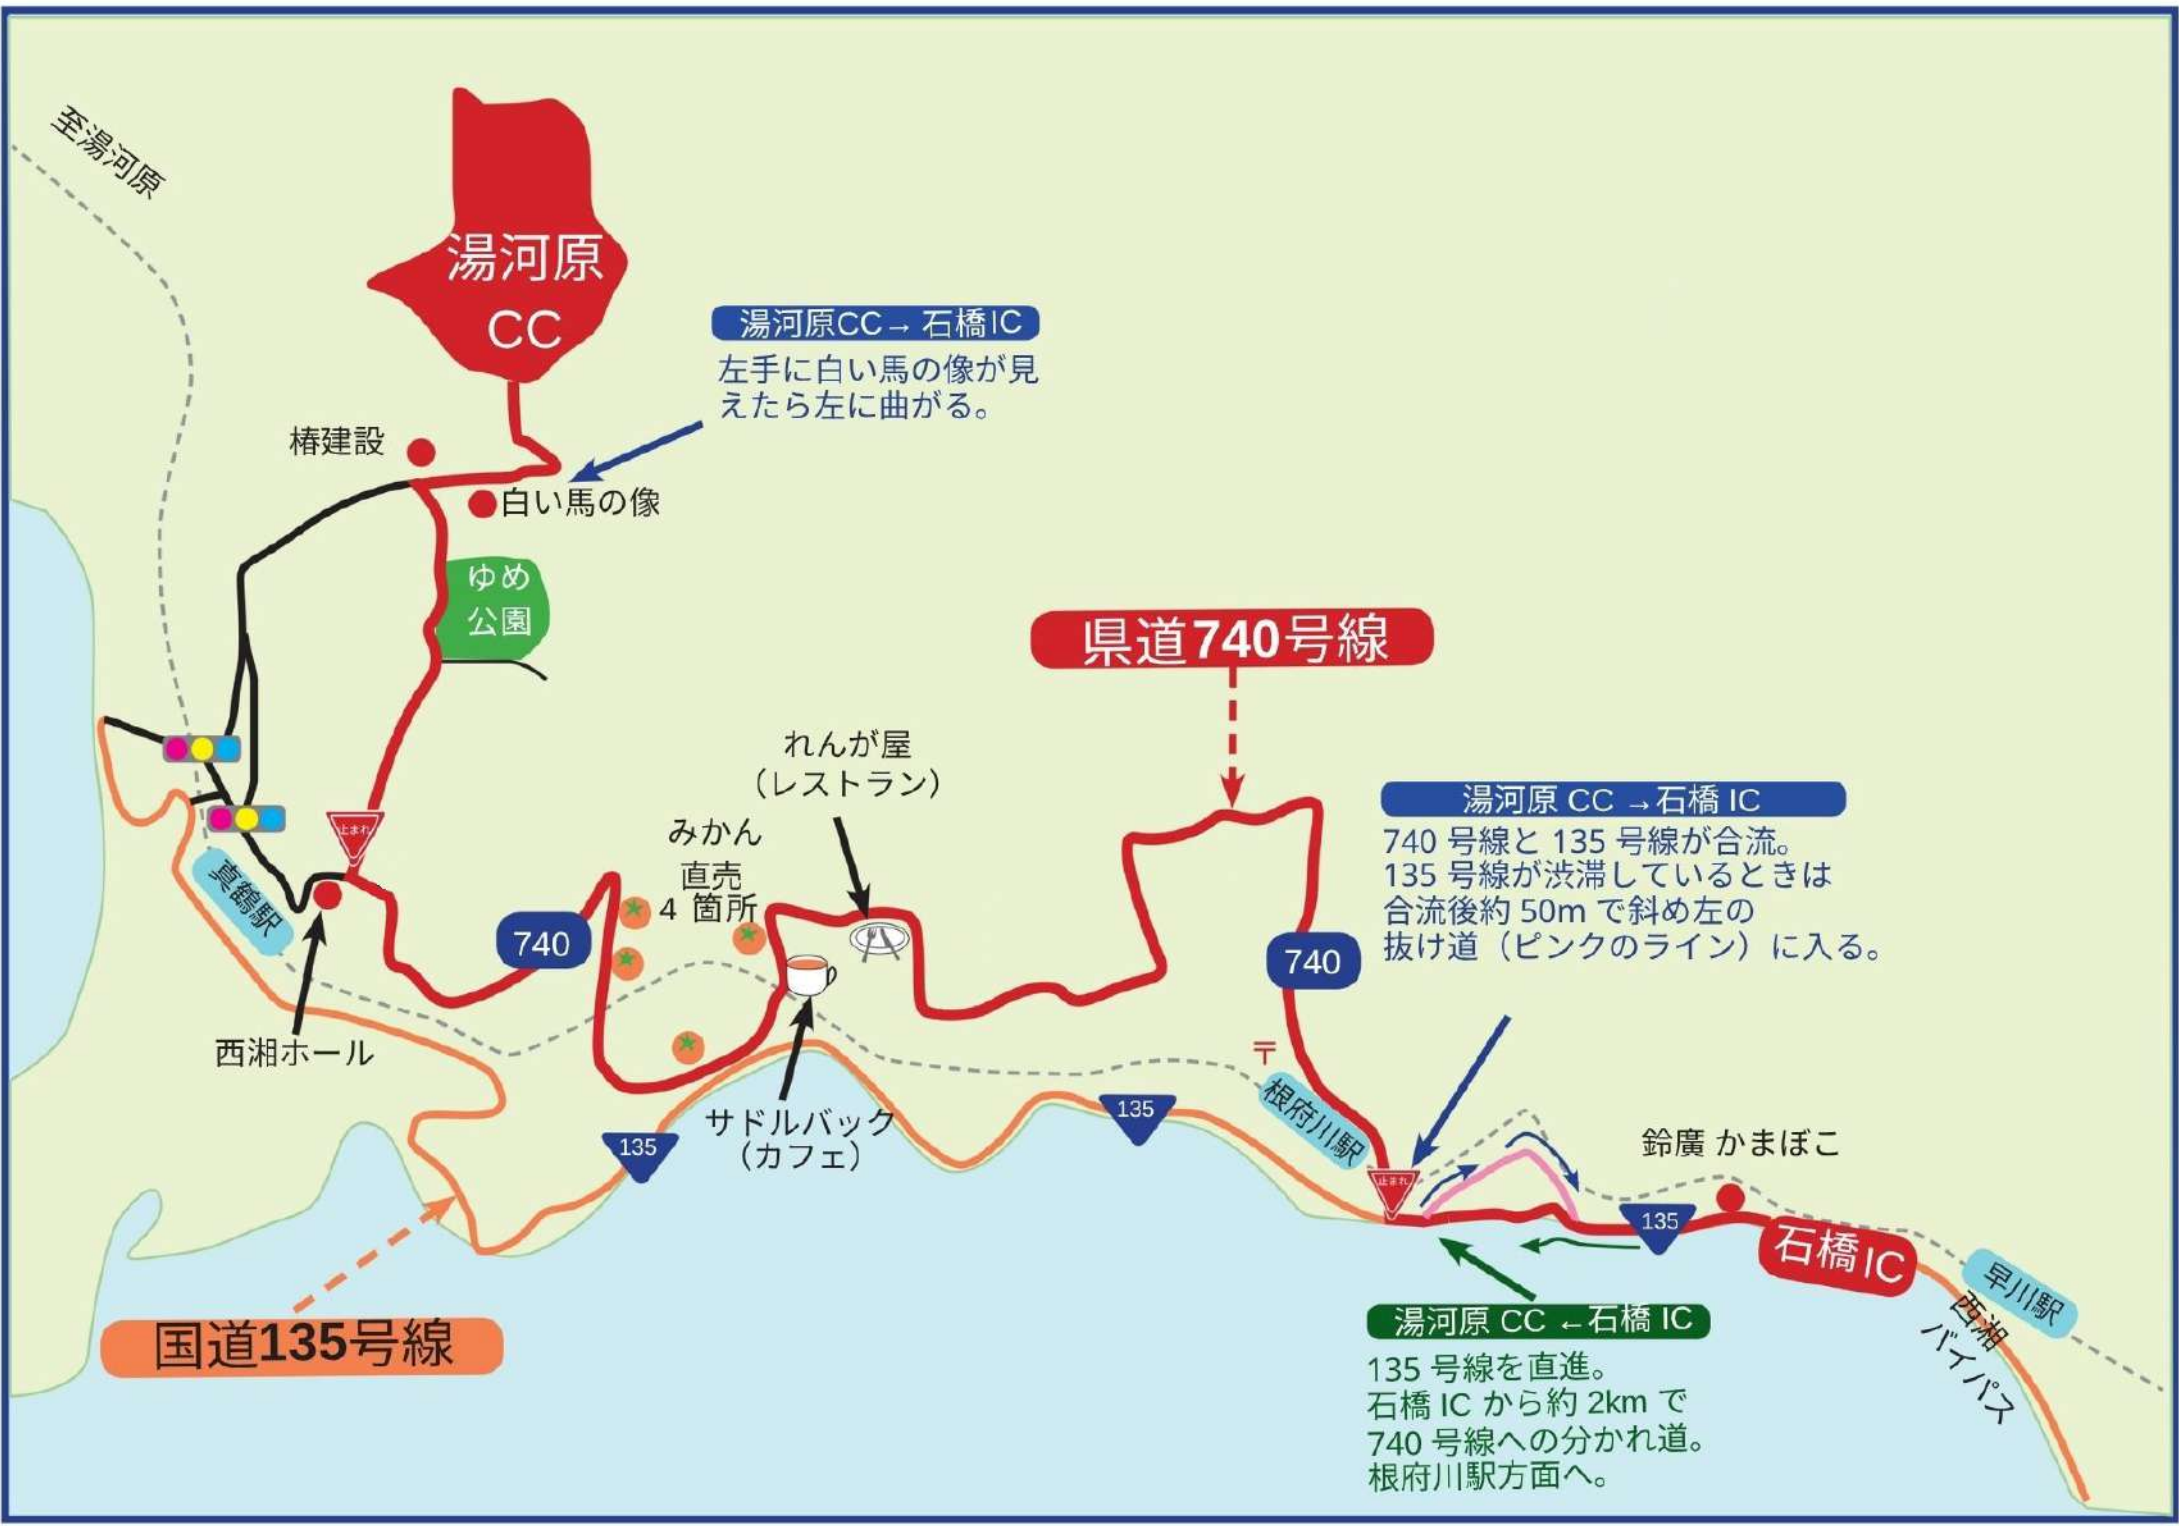 至湯河原
湯河原
CC
湯河原CC→ 石橋IC
左手に白い馬の像が見
えたら左に曲がる。
椿建設
白い馬の像
ゆめ
公園
県道740号線
れんが屋
（レストラン）
湯河原 CC →石橋 IC
740 号線と 135 号線が合流。
135 号線が渋滞しているときは
合流後約 50m で斜め左の
抜け道（ピンクのライン）に入る。
みかん
直売
4 箇所
止まれ
真鶴駅
740
740
西湘ホール
サドルバック
（カフェ）
〒
根府川駅
135
135
止まれ
鈴廣 かまぼこ
135
石橋IC
早川駅
西湘
バイパス
国道135号線
湯河原 CC ←石橋 IC
135 号線を直進。
石橋 IC から約 2km で
740 号線への分かれ道。
根府川駅方面へ。